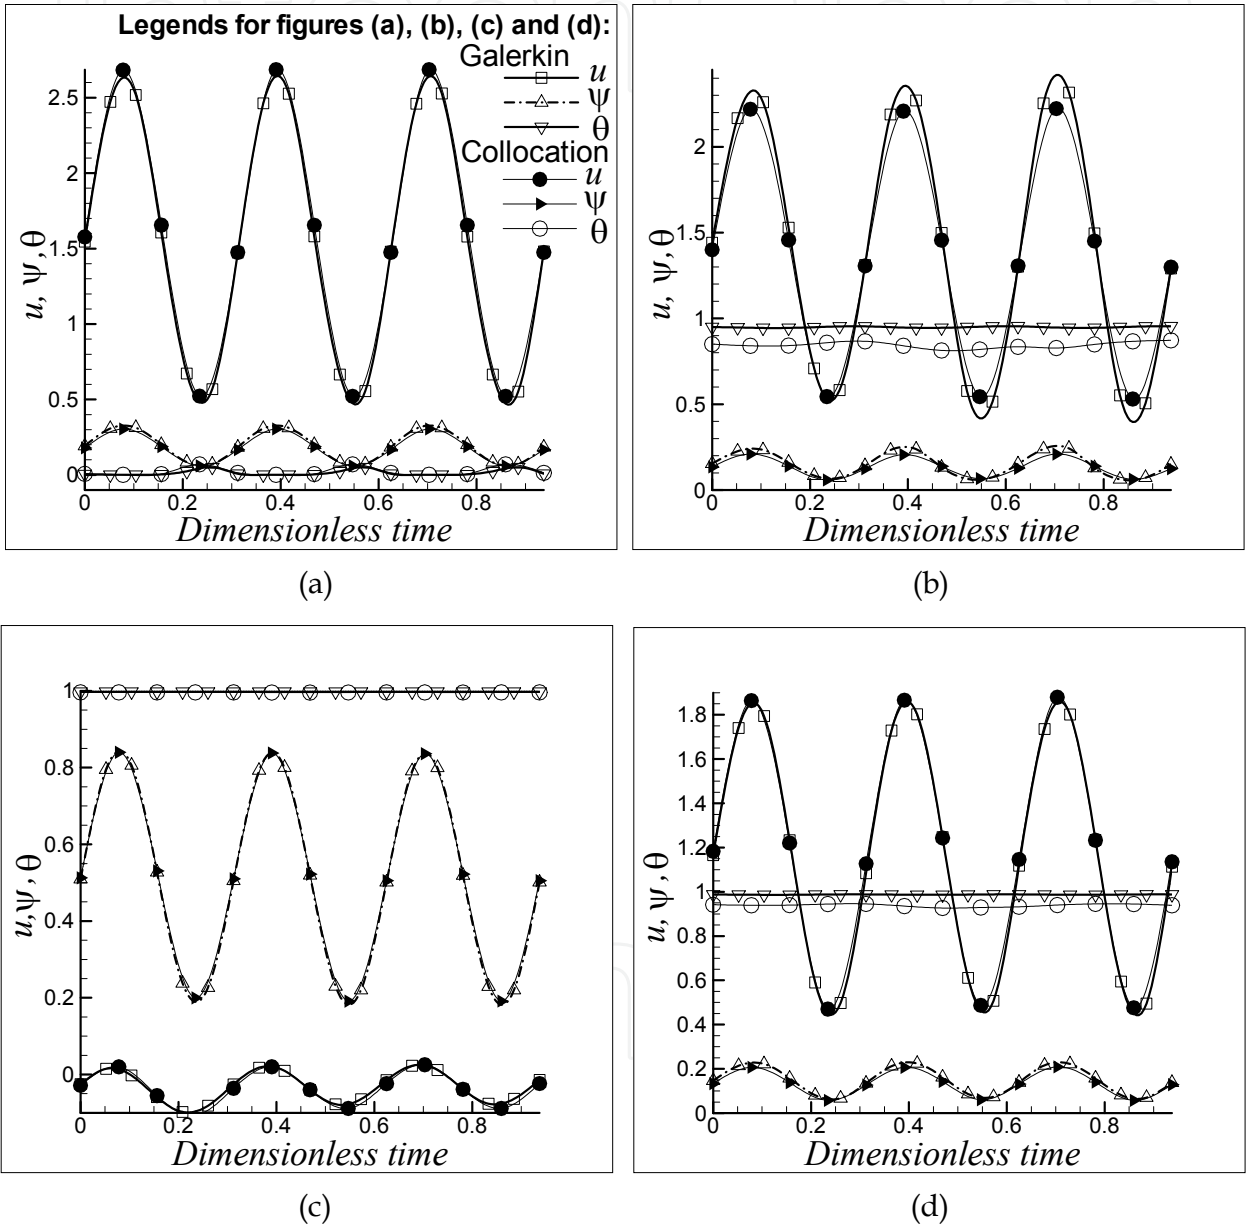 Legends for figures (a), (b), (c) and (d):
Galerkin
u
ψ
θ
Collocation
u
ψ
θ
2.5
2
1.5
1
0.5
0
u, ψ, θ
0 0.2 0.4 0.6 0.8
Dimensionless time
(a)
2
1.5
1
0.5
0
u, ψ, θ
0 0.2 0.4 0.6 0.8
Dimensionless time
(b)
1
0.8
0.6
0.4
0.2
0
u, ψ, θ
0 0.2 0.4 0.6 0.8
Dimensionless time
(c)
1.8
1.6
1.4
1.2
1
0.8
0.6
0.4
0.2
0
u, ψ, θ
0 0.2 0.4 0.6 0.8
Dimensionless time
(d)